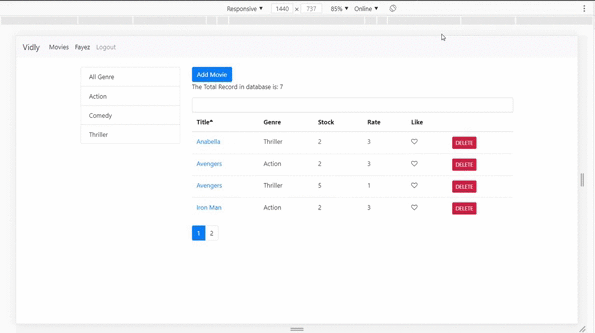 Responsive ▼ 1440 × 737 85% ▼ Online ▼
Vidly Movies Fayez Logout
All Genre
Action
Comedy
Thriller
Add Movie
The Total Record in database is: 7
Title Genre Stock Rate Like
Anabella Thriller 2 3 DELETE
Avengers Action 2 3 DELETE
Avengers Thriller 5 1 DELETE
Iron Man Action 2 3 DELETE
1 2